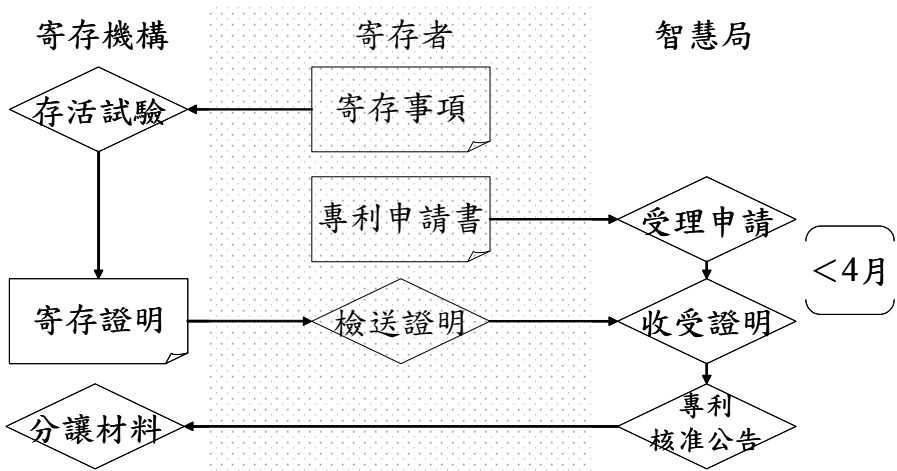 寄存機構
寄存者
智慧局
存活試驗
寄存事項
專利申請書
受理申請
<4月
寄存證明
檢送證明
收受證明
分讓材料
專利
核准公告